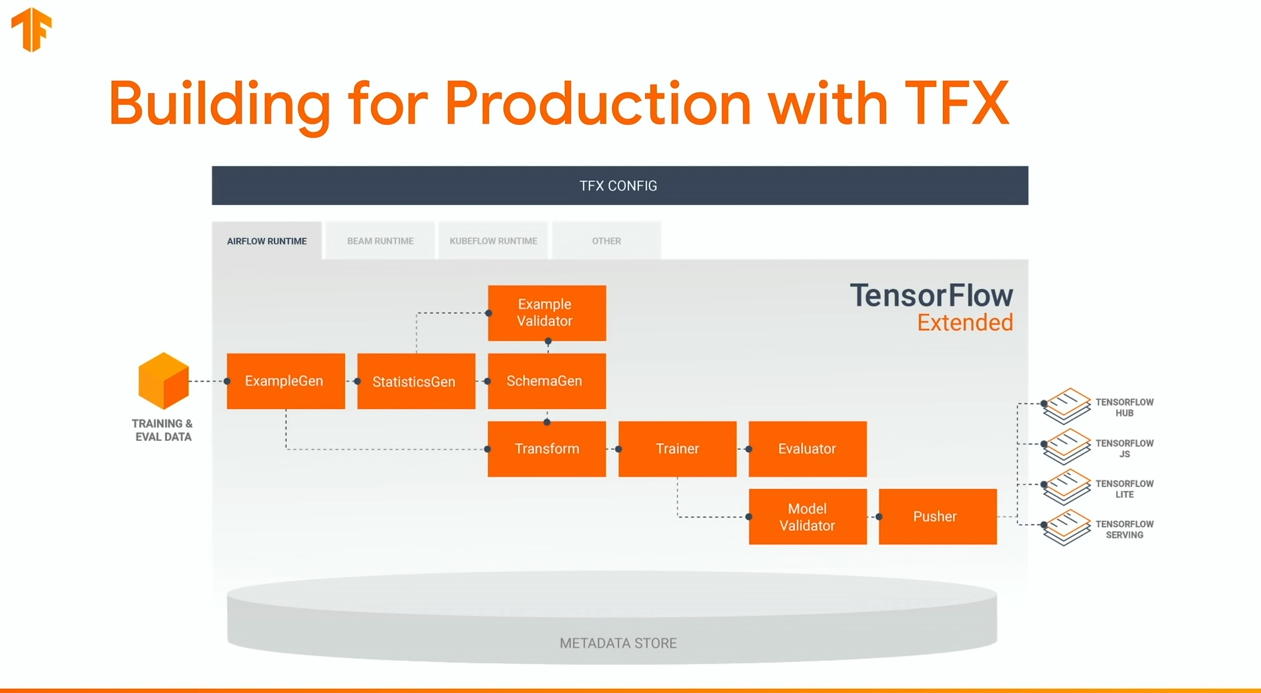 Building for Production with TFX
TFX CONFIG
AIRFLOW RUNTIME
BEAM RUNTIME
KUBEFLOW RUNTIME
OTHER
TensorFlow
Extended
Example
Validator
ExampleGen
StatisticsGen
SchemaGen
TRAINING &
EVAL DATA
Transform
Trainer
Evaluator
Model
Validator
Pusher
TENSORFLOW
HUB
TENSORFLOW
JS
TENSORFLOW
LITE
TENSORFLOW
SERVING
METADATA STORE